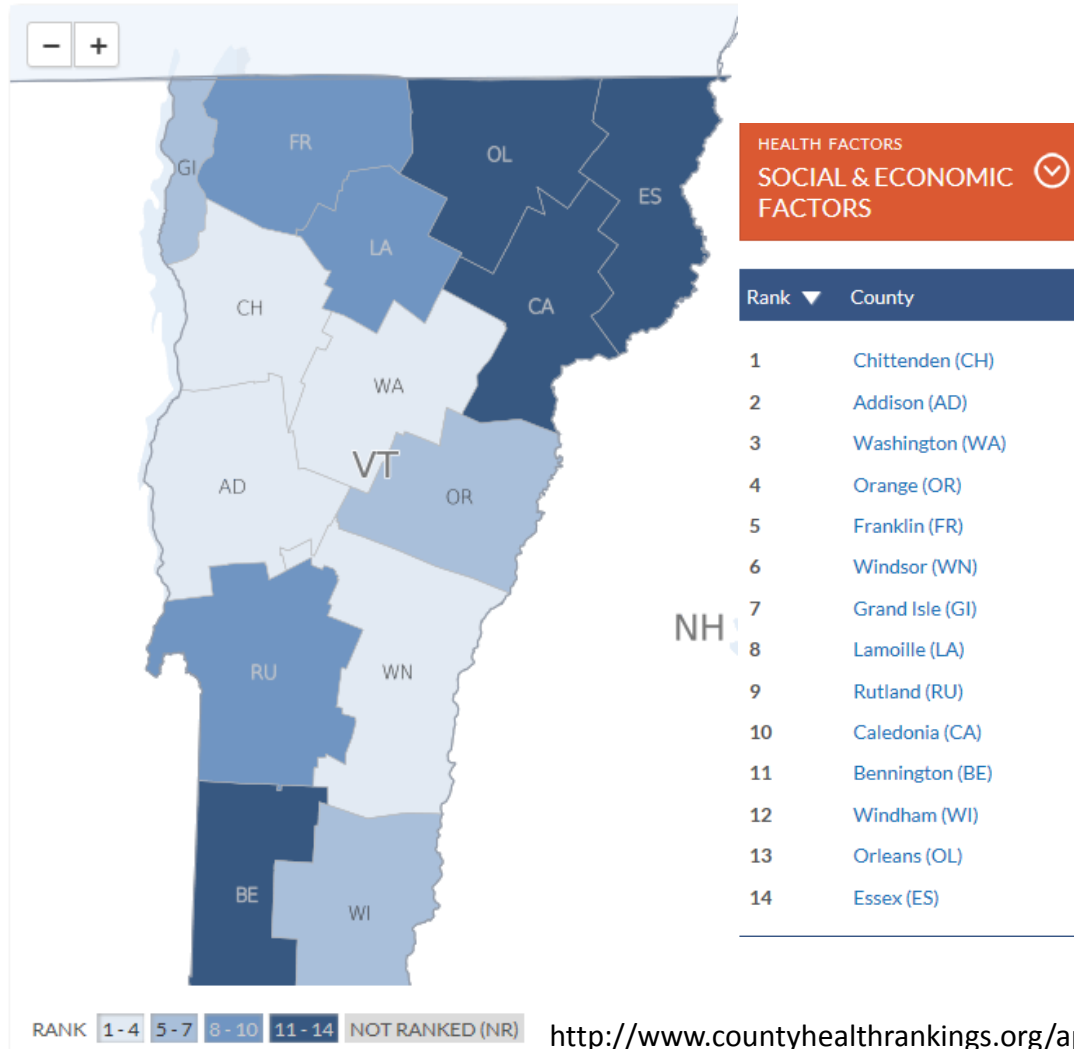 − +
FR
OL
GI
ES
LA
CH
CA
WA
VT
AD
OR
NH
RU
WN
BE
WI
RANK 1 - 4 5 - 7 8 - 10 11 - 14 NOT RANKED (NR)
HEALTH FACTORS
SOCIAL & ECONOMIC
FACTORS
Rank County
1 Chittenden (CH)
2 Addison (AD)
3 Washington (WA)
4 Orange (OR)
5 Franklin (FR)
6 Windsor (WN)
7 Grand Isle (GI)
8 Lamoille (LA)
9 Rutland (RU)
10 Caledonia (CA)
11 Bennington (BE)
12 Windham (WI)
13 Orleans (OL)
14 Essex (ES)
http://www.countyhealthrankings.org/ap